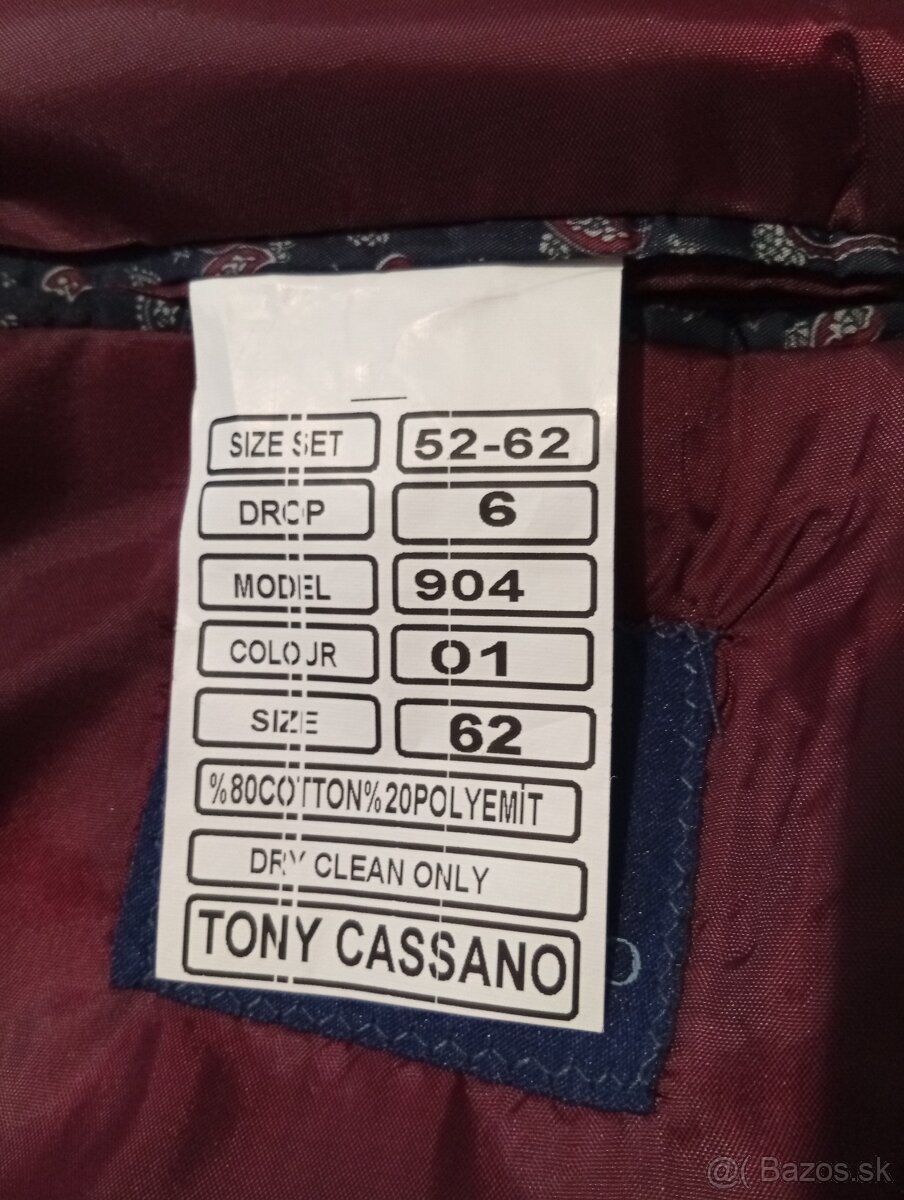 SIZE SET 52-62
DROP 6
MODEL 904
COLOUR 01
SIZE 62
%80COTTON%20POLYEMİT
DRY CLEAN ONLY
TONY CASSANO
O
@( Bazos.sk